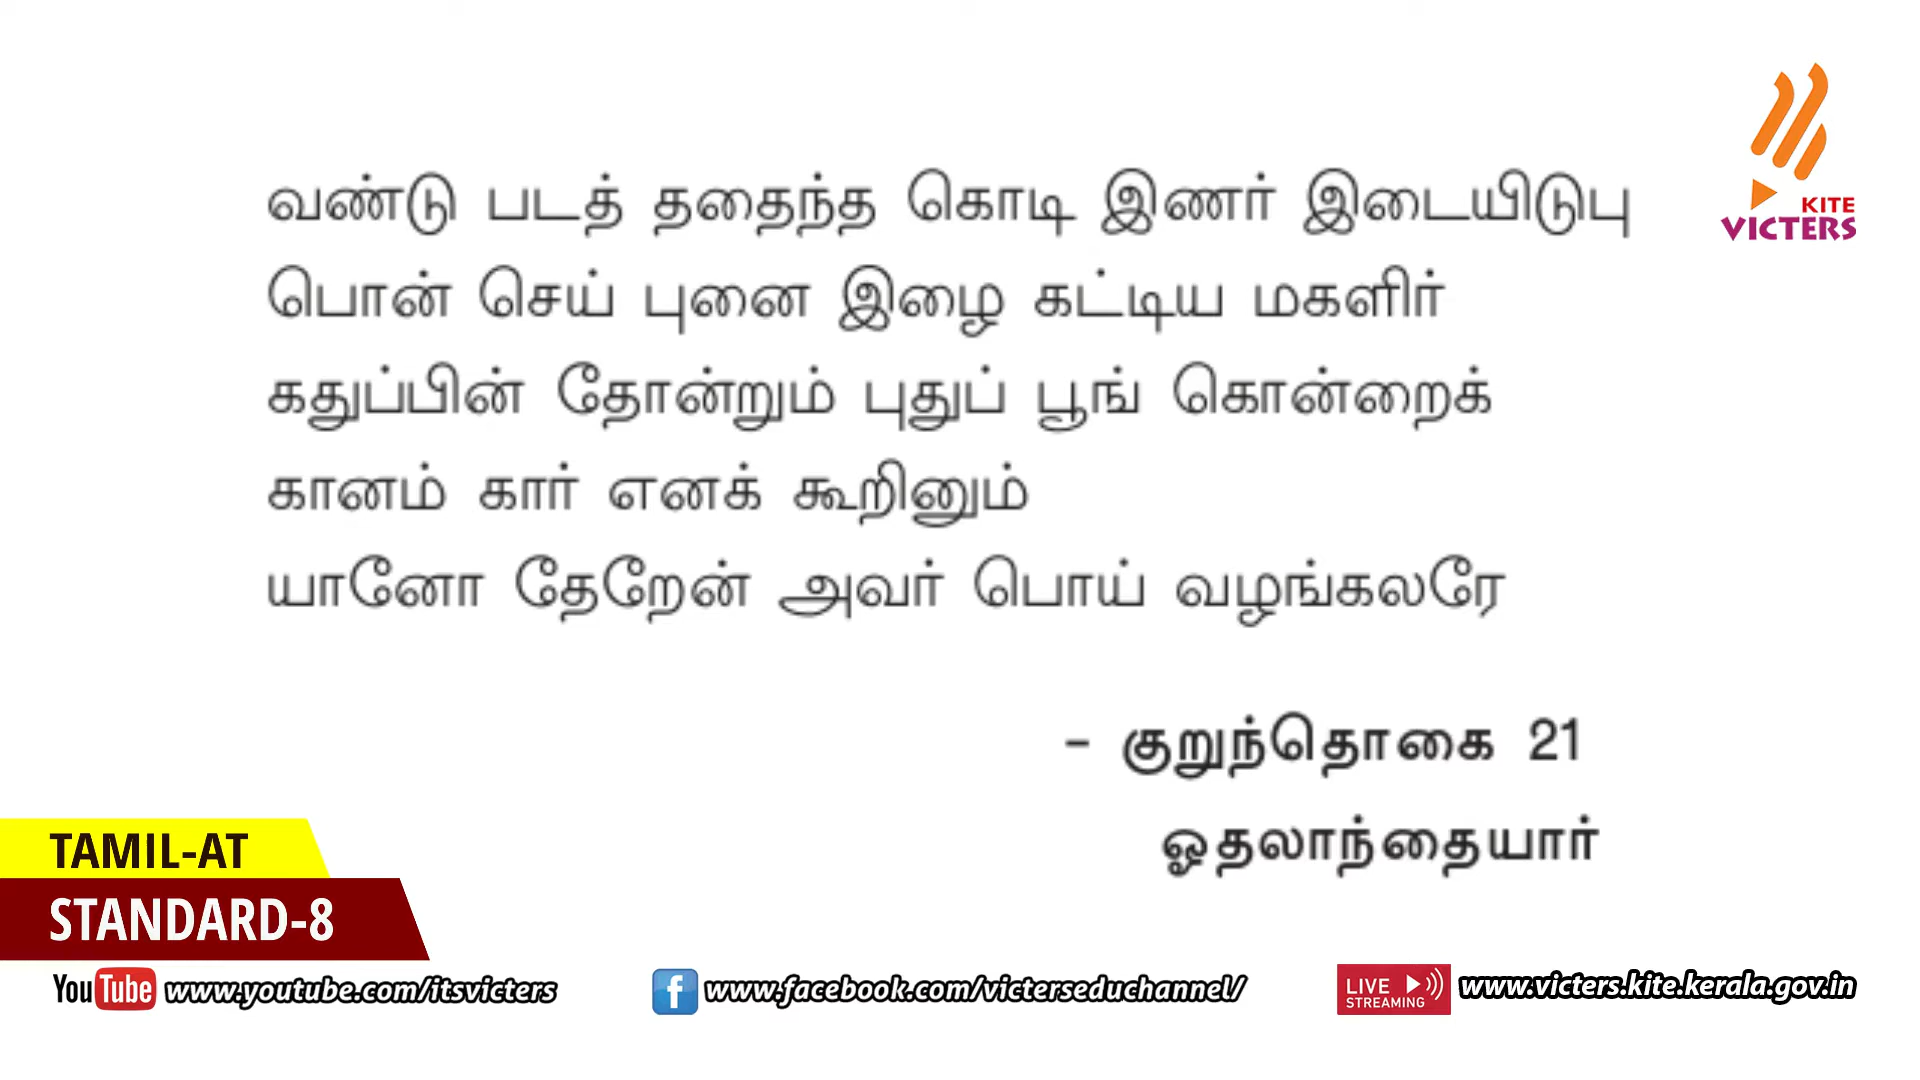 வண்டு படத் ததைந்த கொடி இணர் இடையிடுபு
பொன் செய் புனை இழை கட்டிய மகளிர்
கதுப்பின் தோன்றும் புதுப் பூங் கொன்றைக்
கானம் கார் எனக் கூறினும்
யானோ தேறேன் அவர் பொய் வழங்கலரே
- குறுந்தொகை 21
ஓதலாந்தையார்
KITE
VICTERS
TAMIL-AT
STANDARD-8
YouTube www.youtube.com/itsvicters
f www.facebook.com/victerseduchannel/
LIVE STREAMING www.victers.kite.kerala.gov.in